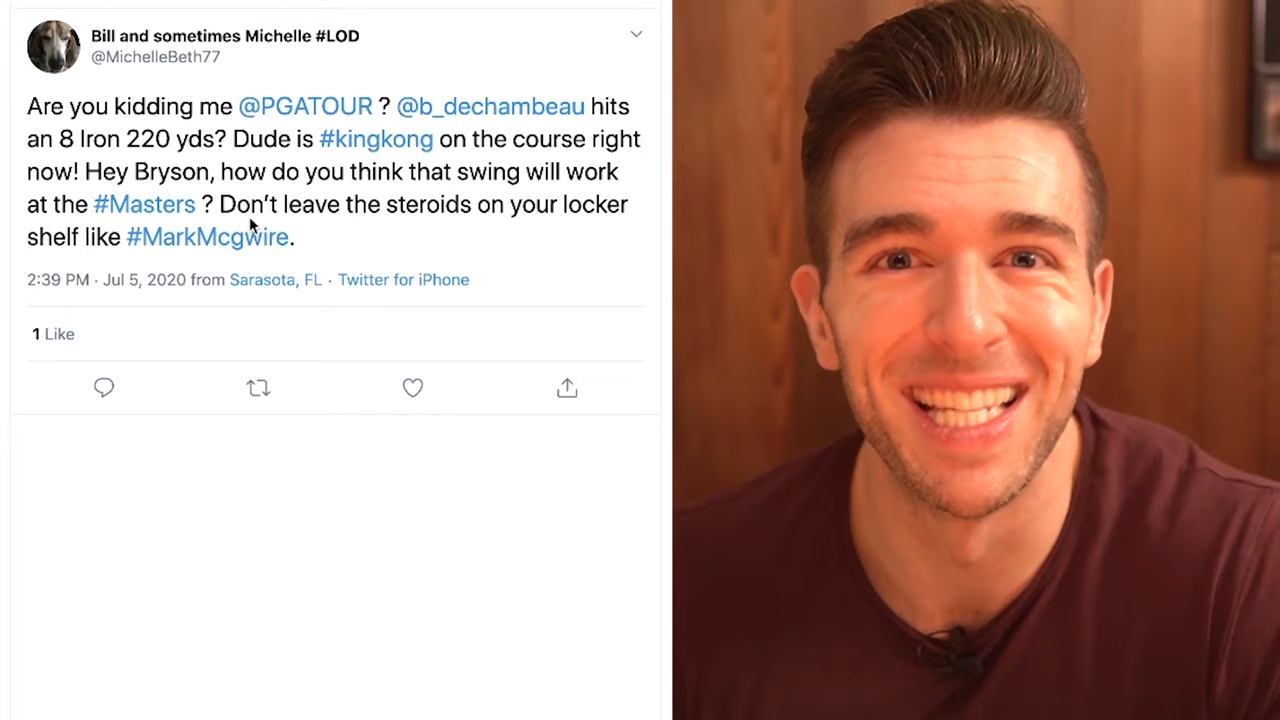 Bill and sometimes Michelle #LOD
@MichelleBeth77
Are you kidding me @PGATOUR ? @b_dechambeau hits
an 8 Iron 220 yds? Dude is #kingkong on the course right
now! Hey Bryson, how do you think that swing will work
at the #Masters ? Don't leave the steroids on your locker
shelf like #MarkMcgwire.
2:39 PM · Jul 5, 2020 from Sarasota, FL · Twitter for iPhone
1 Like